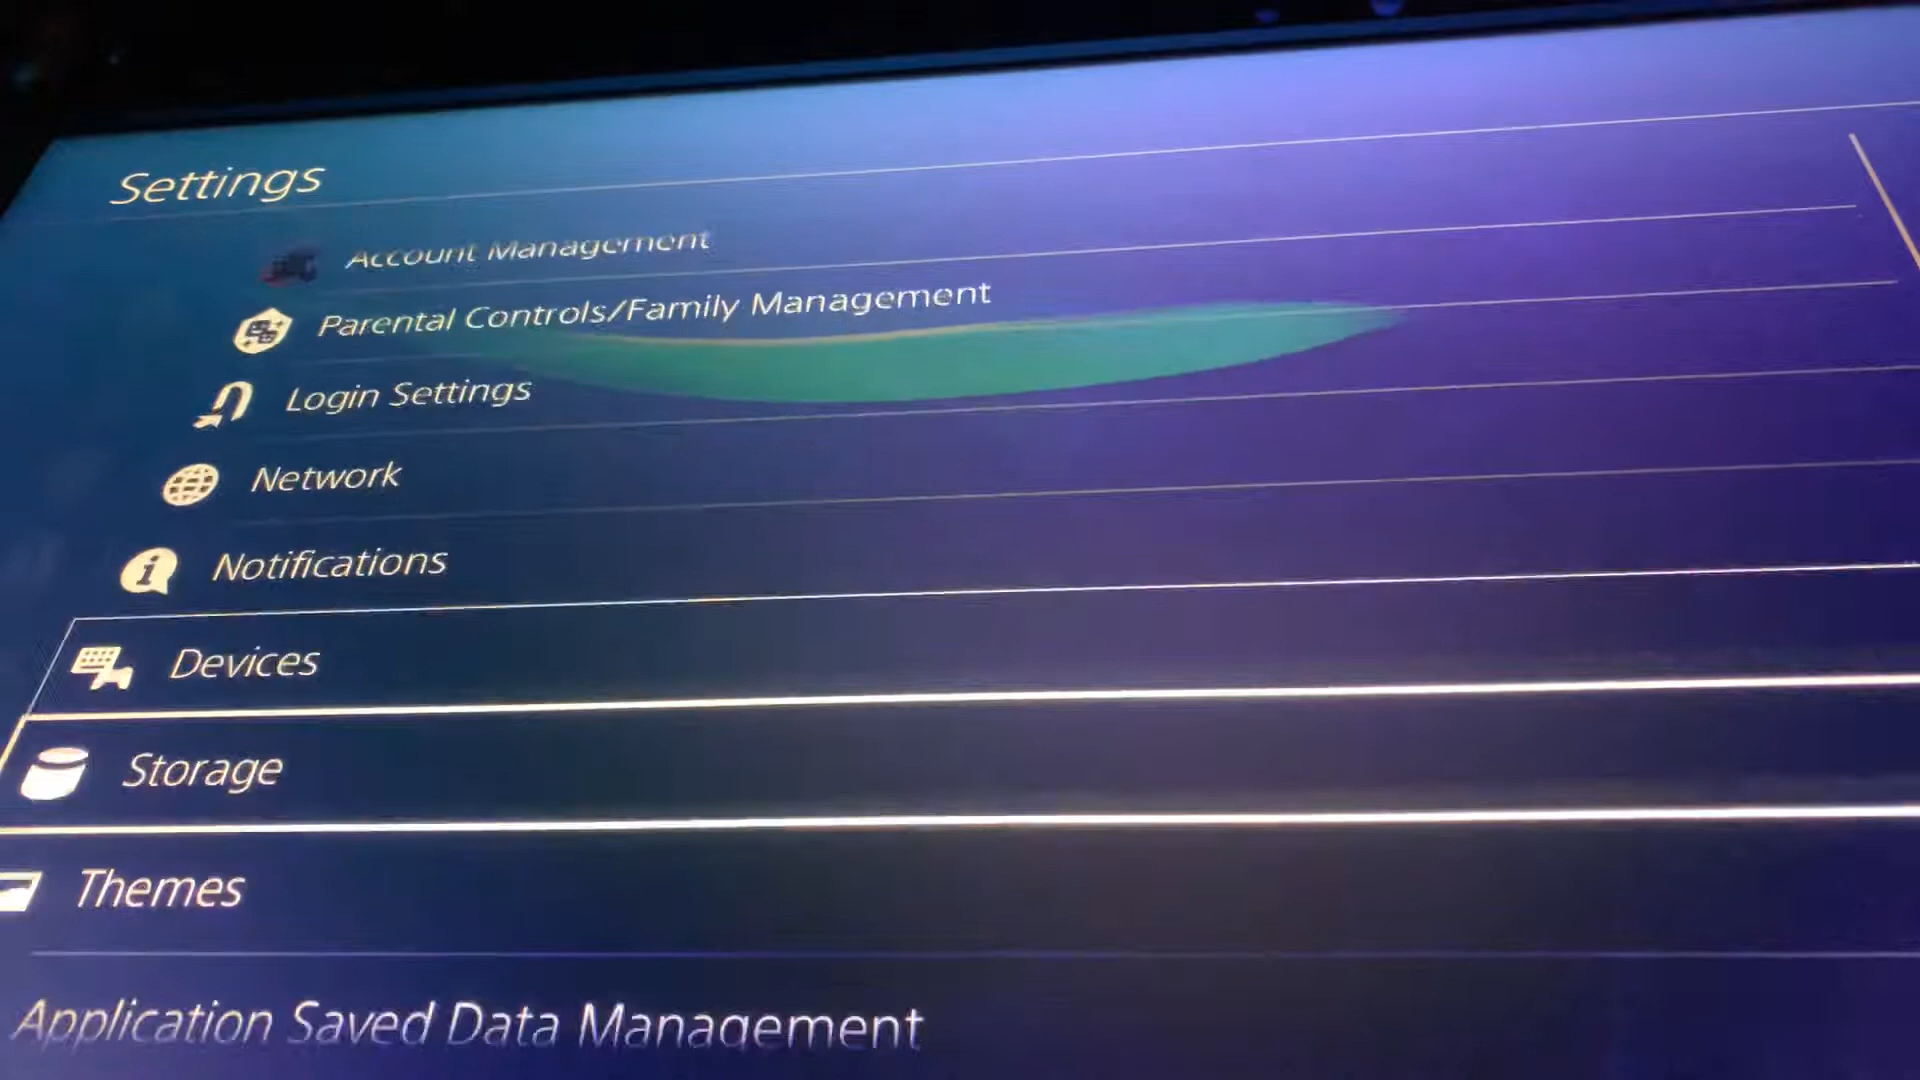 Settings
Account Management
Parental Controls/Family Management
Login Settings
Network
Notifications
Devices
Storage
Themes
Application Saved Data Management